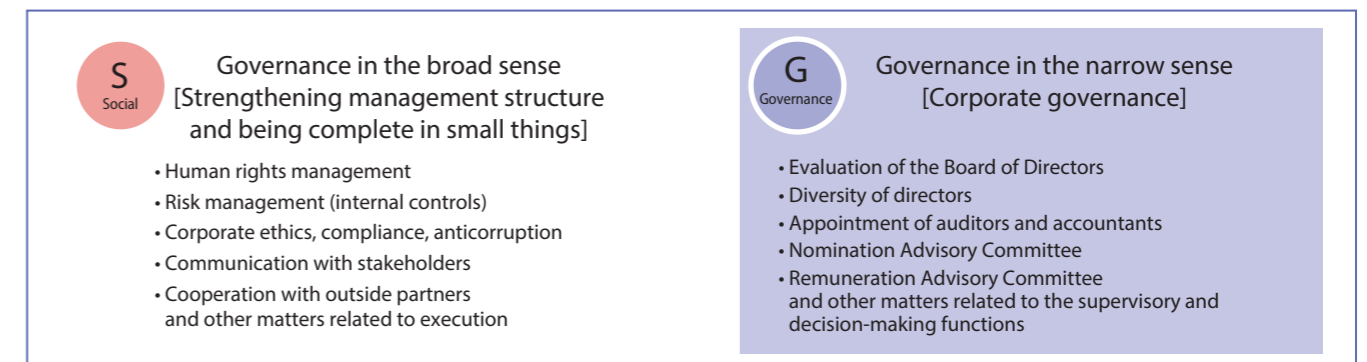 S
Social
Governance in the broad sense
[Strengthening management structure
and being complete in small things]
• Human rights management
• Risk management (internal controls)
• Corporate ethics, compliance, anticorruption
• Communication with stakeholders
• Cooperation with outside partners
and other matters related to execution
G
Governance
Governance in the narrow sense
[Corporate governance]
• Evaluation of the Board of Directors
• Diversity of directors
• Appointment of auditors and accountants
• Nomination Advisory Committee
• Remuneration Advisory Committee
and other matters related to the supervisory and
decision-making functions